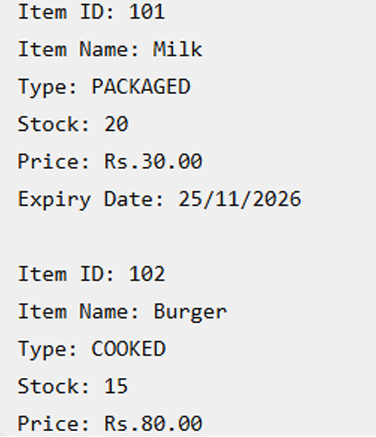 Item ID: 101
Item Name: Milk
Type: PACKAGED
Stock: 20
Price: Rs.30.00
Expiry Date: 25/11/2026
Item ID: 102
Item Name: Burger
Type: COOKED
Stock: 15
Price: Rs.80.00